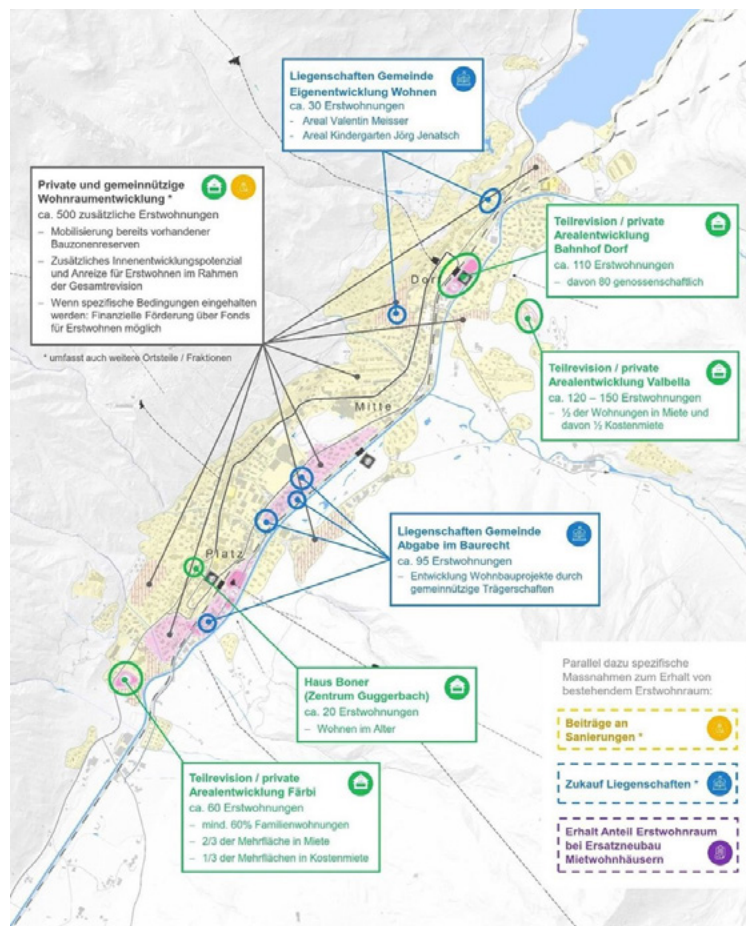 Liegenschaften Gemeinde
Eigenentwicklung Wohnen
ca. 30 Erstwohnungen
- Areal Valentin Meisser
- Areal Kindergarten Jörg Jenatsch
Private und gemeinnützige
Wohnraumentwicklung *
ca. 500 zusätzliche Erstwohnungen
– Mobilisierung bereits vorhandener
Bauzonenreserven
– Zusätzliches Innenentwicklungspotenzial
und Anreize für Erstwohnen im Rahmen
der Gesamtrevision
– Wenn spezifische Bedingungen eingehalten
werden: Finanzielle Förderung über Fonds
für Erstwohnen möglich
* umfasst auch weitere Ortsteile / Fraktionen
Teilrevision / private
Arealentwicklung
Bahnhof Dorf
ca. 110 Erstwohnungen
– davon 80 genossenschaftlich
Dorf
Teilrevision / private
Arealentwicklung Valbella
ca. 120 – 150 Erstwohnungen
– ½ der Wohnungen in Miete und
davon ½ Kostenmiete
Mitte
Liegenschaften Gemeinde
Abgabe im Baurecht
ca. 95 Erstwohnungen
– Entwicklung Wohnbauprojekte durch
gemeinnützige Trägerschaften
Platz
Haus Boner
(Zentrum Guggerbach)
ca. 20 Erstwohnungen
– Wohnen im Alter
Teilrevision / private
Arealentwicklung Färbi
ca. 60 Erstwohnungen
– mind. 60% Familienwohnungen
– 2/3 der Mehrfläche in Miete
– 1/3 der Mehrflächen in Kostenmiete
Parallel dazu spezifische
Massnahmen zum Erhalt von
bestehendem Erstwohnraum:
Beiträge an
Sanierungen *
Zukauf Liegenschaften *
Erhalt Anteil Erstwohnraum
bei Ersatzneubau
Mietwohnhäusern